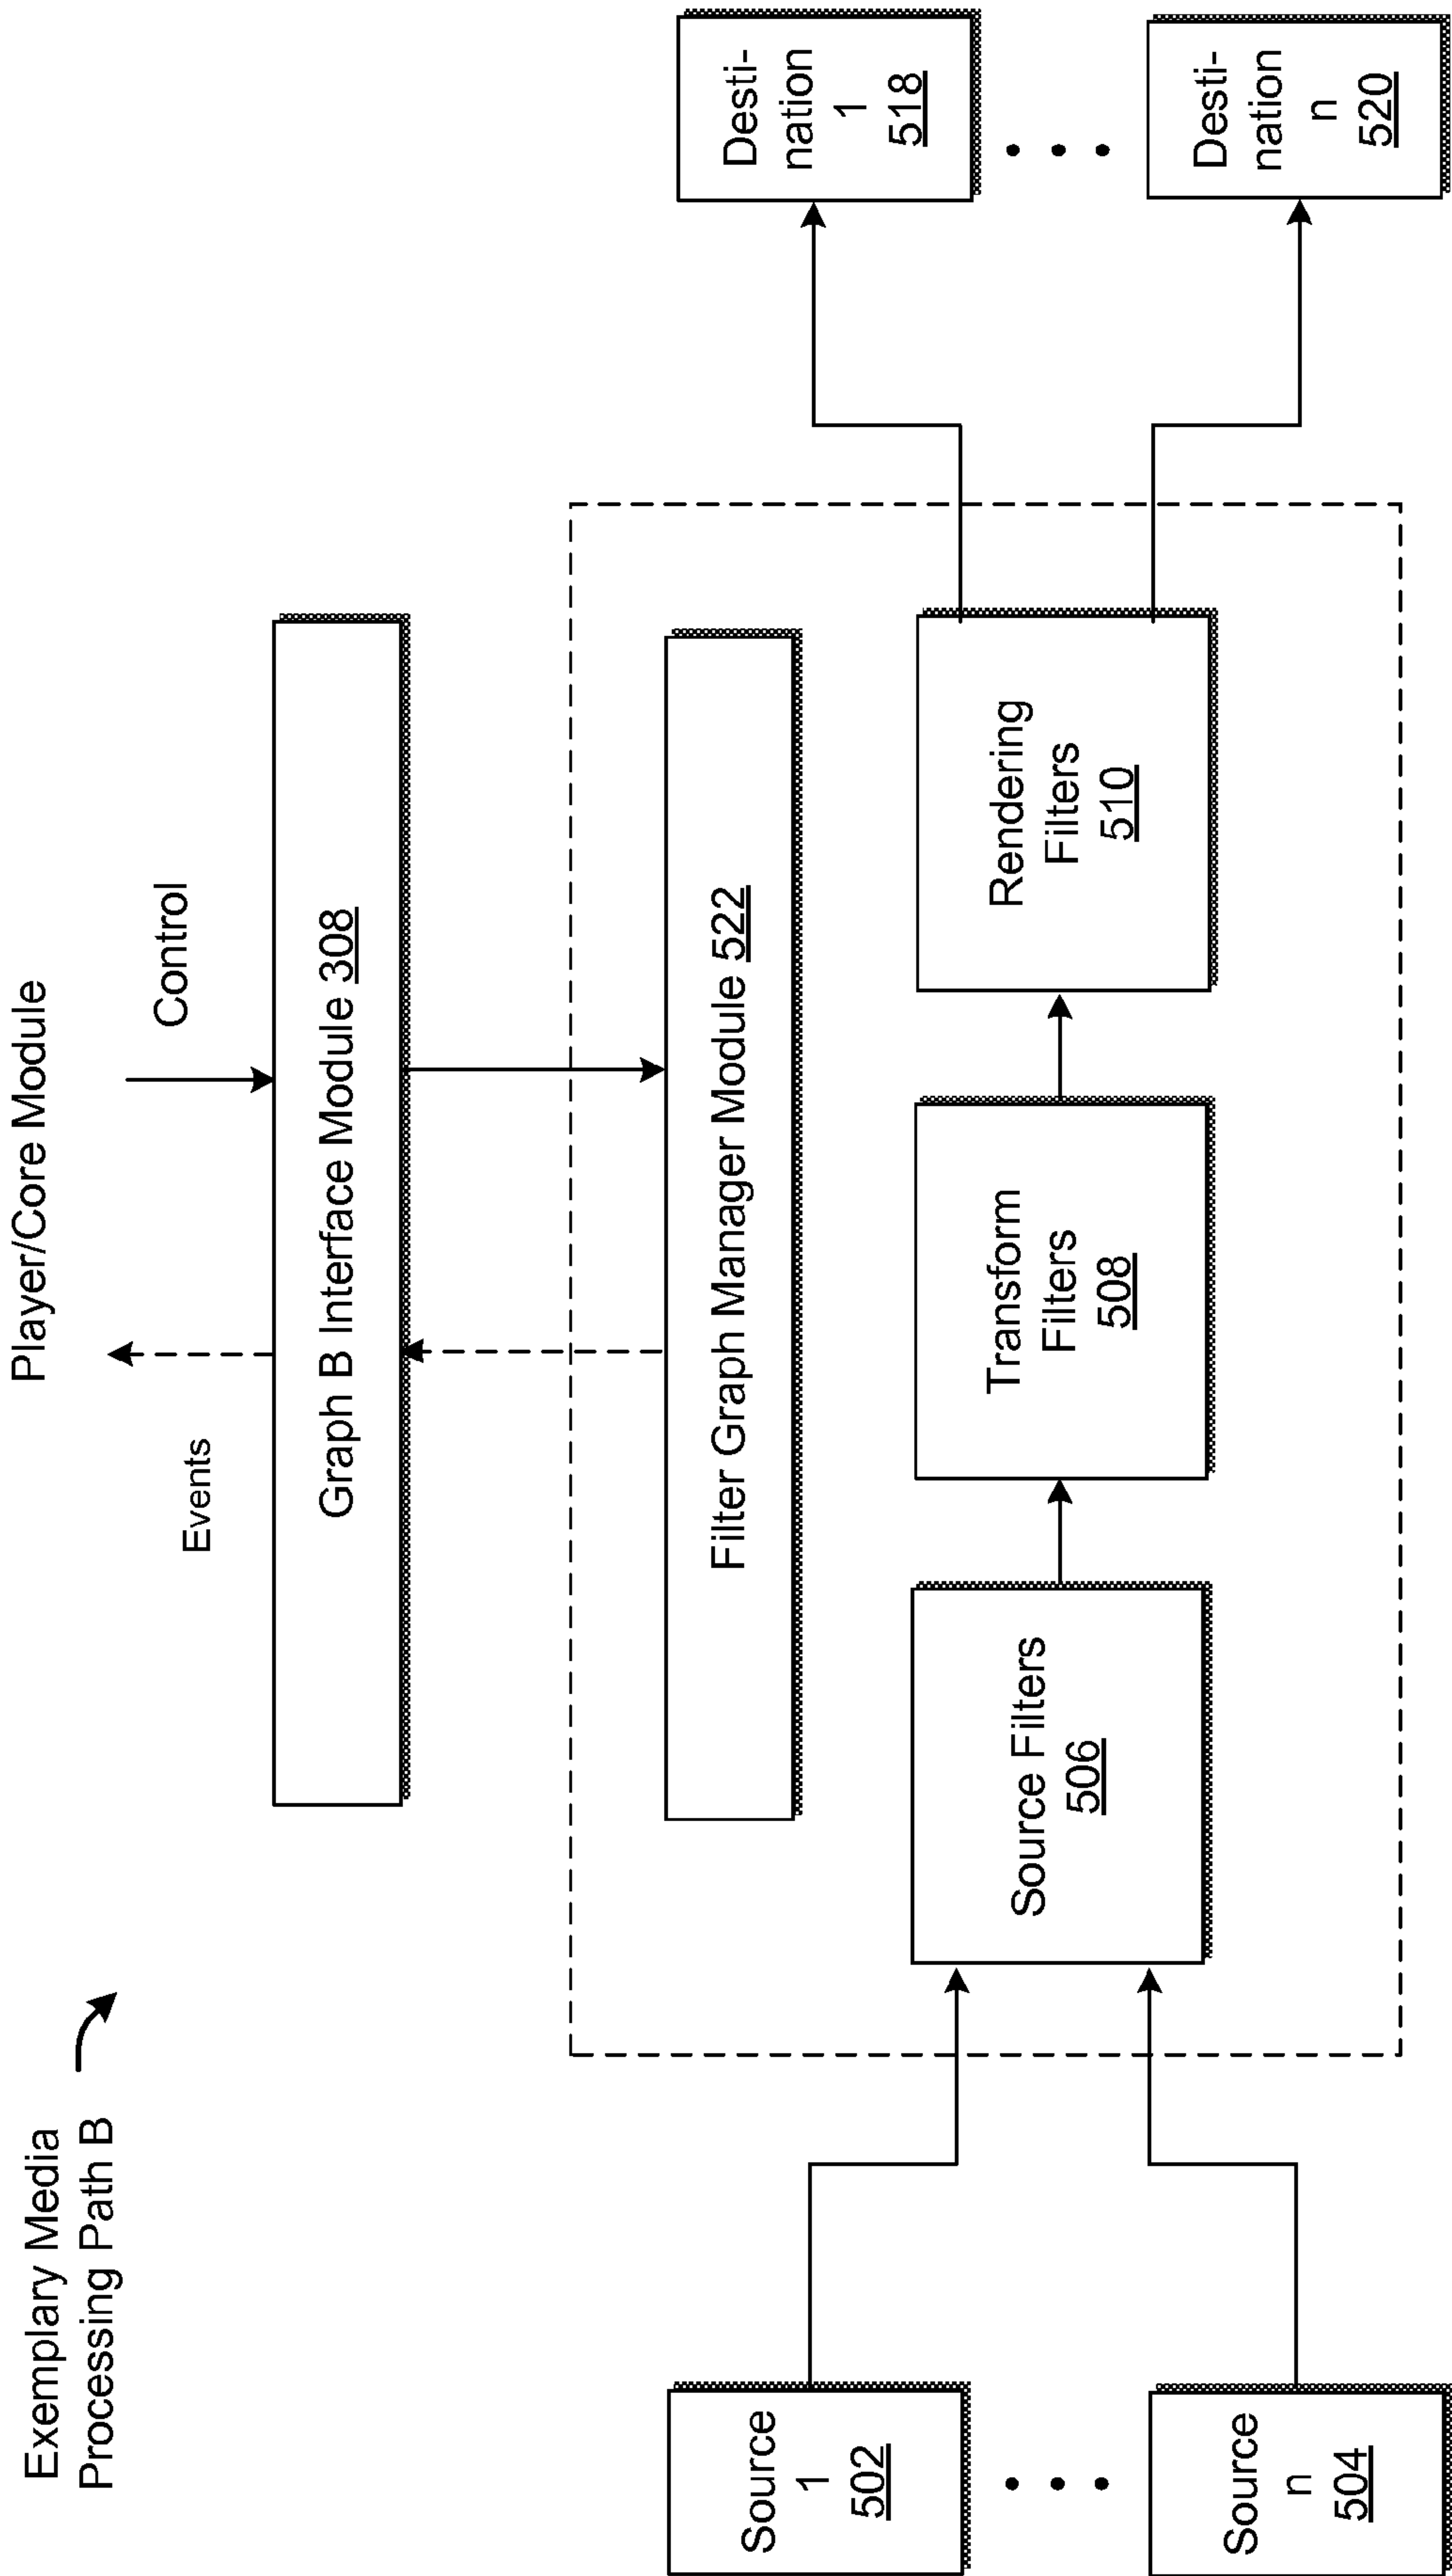 Exemplary Media
Processing Path B
Player/Core Module
Events
Control
Graph B Interface Module 308
Filter Graph Manager Module 522
Source
1
502
Source
n
504
Source Filters
506
Transform
Filters
508
Rendering
Filters
510
Desti-
nation
1
518
Desti-
nation
n
520